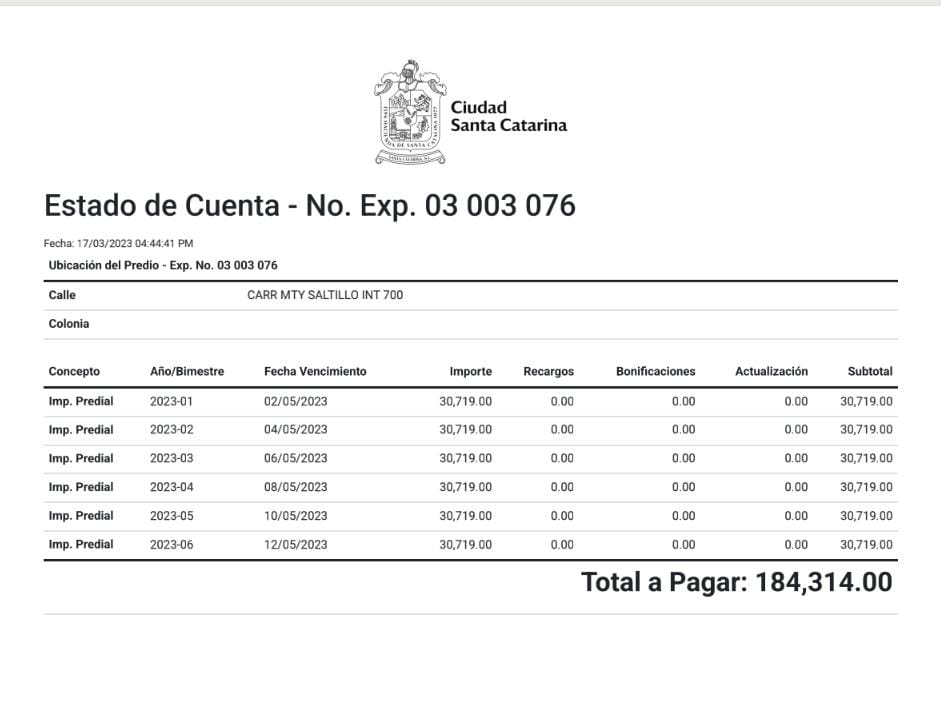 Ciudad
Santa Catarina
Estado de Cuenta - No. Exp. 03 003 076
Fecha: 17/03/2023 04:44:41 PM
Ubicación del Predio - Exp. No. 03 003 076
Calle CARR MTY SALTILLO INT 700
Colonia
Concepto Año/Bimestre Fecha Vencimiento Importe Recargos Bonificaciones Actualización Subtotal
Imp. Predial 2023-01 02/05/2023 30,719.00 0.00 0.00 0.00 30,719.00
Imp. Predial 2023-02 04/05/2023 30,719.00 0.00 0.00 0.00 30,719.00
Imp. Predial 2023-03 06/05/2023 30,719.00 0.00 0.00 0.00 30,719.00
Imp. Predial 2023-04 08/05/2023 30,719.00 0.00 0.00 0.00 30,719.00
Imp. Predial 2023-05 10/05/2023 30,719.00 0.00 0.00 0.00 30,719.00
Imp. Predial 2023-06 12/05/2023 30,719.00 0.00 0.00 0.00 30,719.00
Total a Pagar: 184,314.00